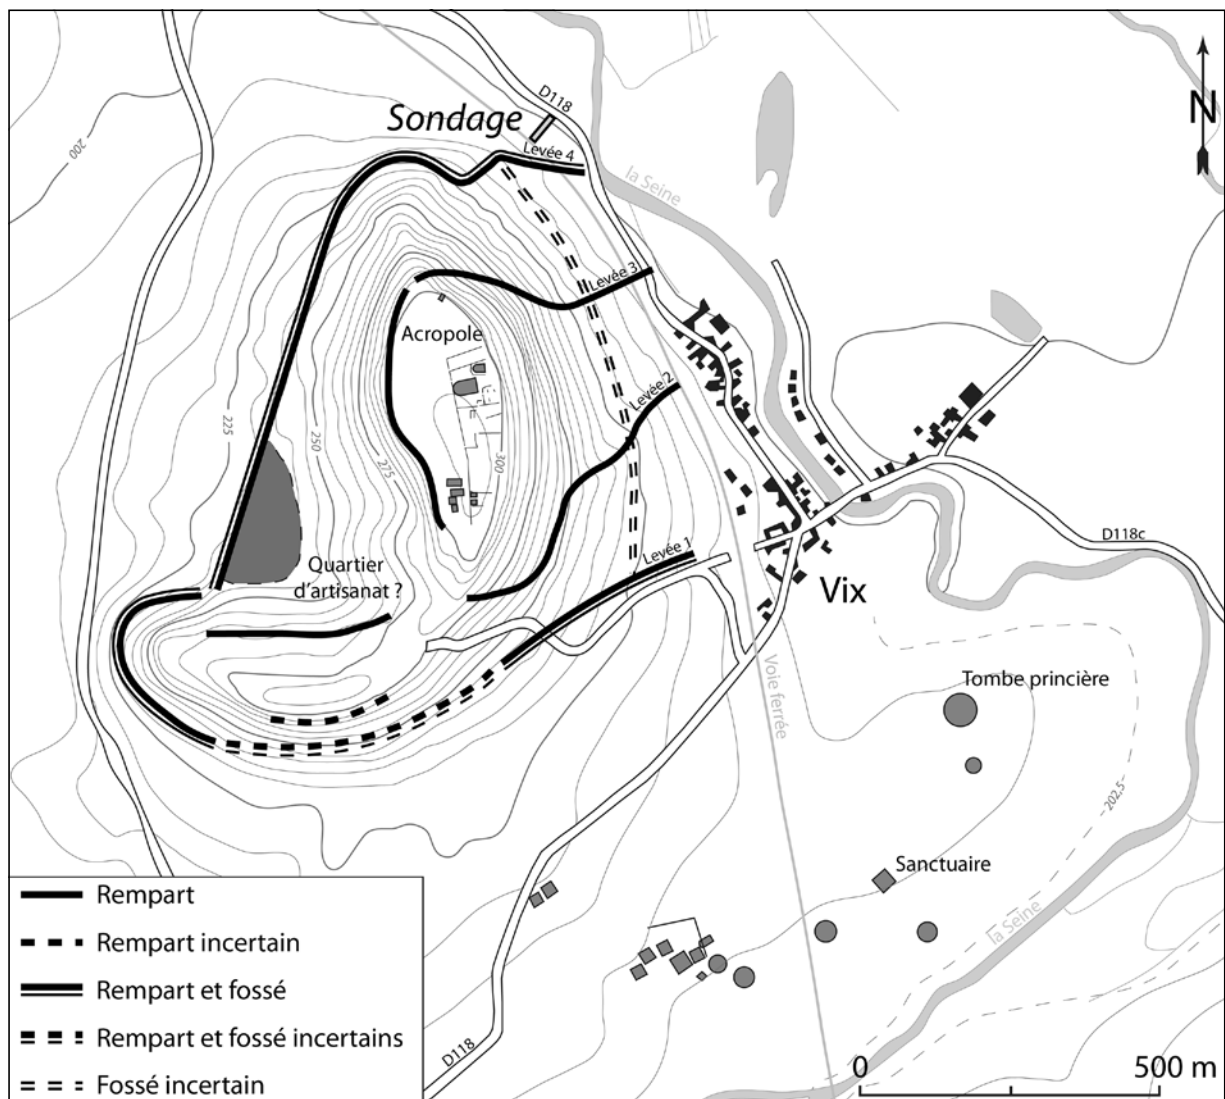 N
D118
Sondage
Levée 4
la Seine
200
Levée 3
Acropole
Levée 2
225
250
275
300
Levée 1
D118c
Quartier
d'artisanat ?
Vix
Voie ferrée
Tombe princière
202,5
Sanctuaire
la Seine
D118
Rempart
Rempart incertain
Rempart et fossé
Rempart et fossé incertains
Fossé incertain
0 500 m